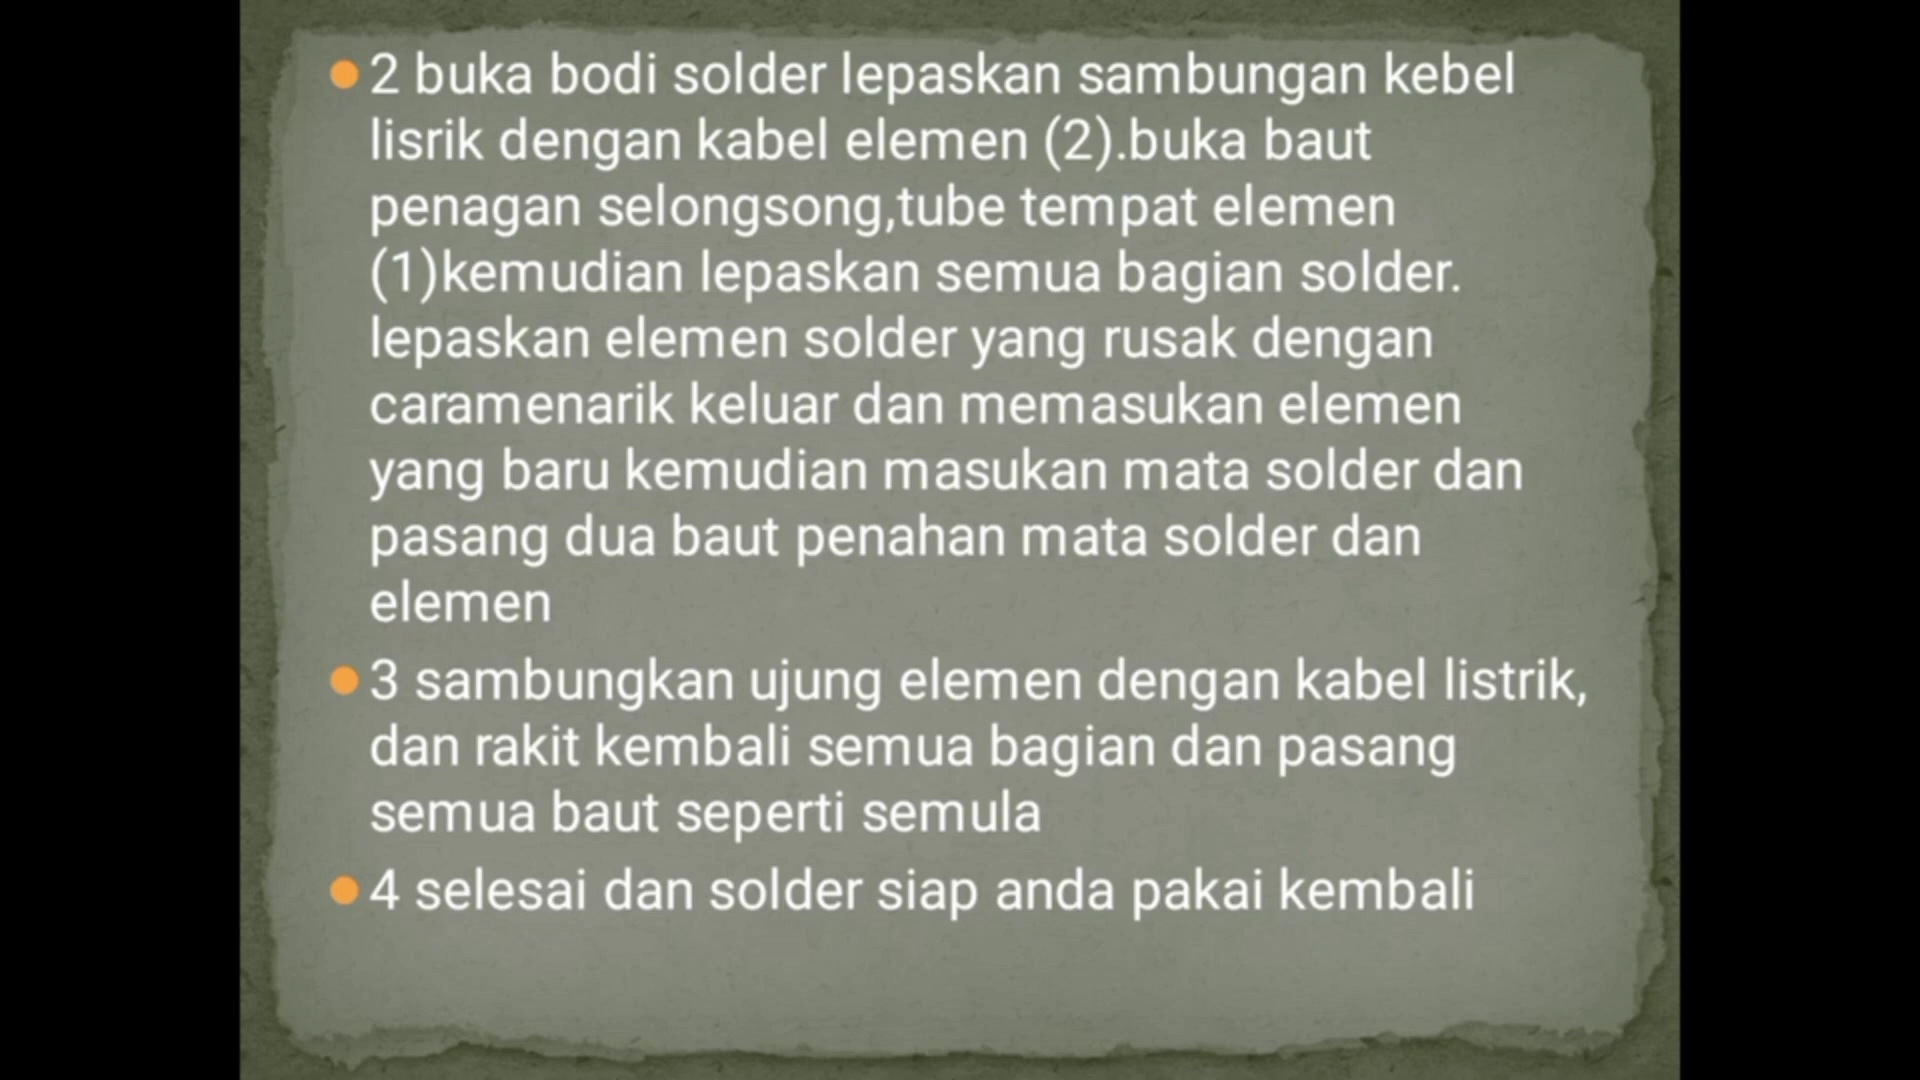 2 buka bodi solder lepaskan sambungan kebel
lisrik dengan kabel elemen (2).buka baut
penagan selongsong,tube tempat elemen
(1)kemudian lepaskan semua bagian solder.
lepaskan elemen solder yang rusak dengan
caramenarik keluar dan memasukan elemen
yang baru kemudian masukan mata solder dan
pasang dua baut penahan mata solder dan
elemen
3 sambungkan ujung elemen dengan kabel listrik,
dan rakit kembali semua bagian dan pasang
semua baut seperti semula
4 selesai dan solder siap anda pakai kembali